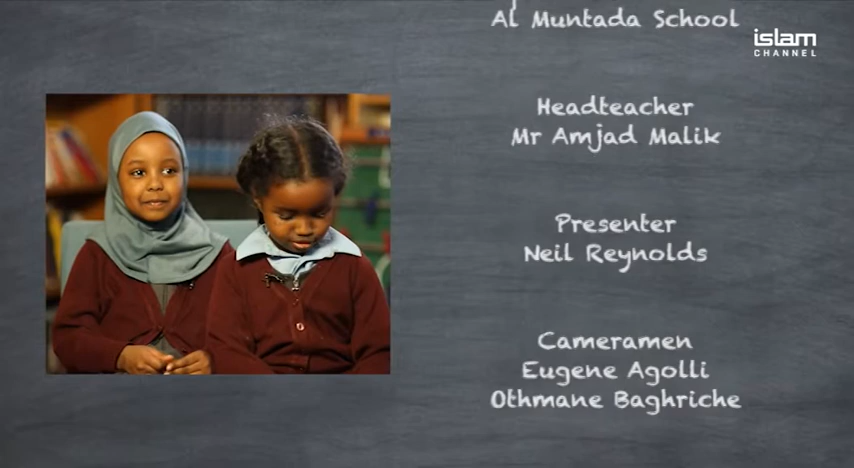 Al Muntada School
islam
CHANNEL
Headteacher
Mr Amjad Malik
Presenter
Neil Reynolds
Cameramen
Eugene Agolli
Othmane Baghriche